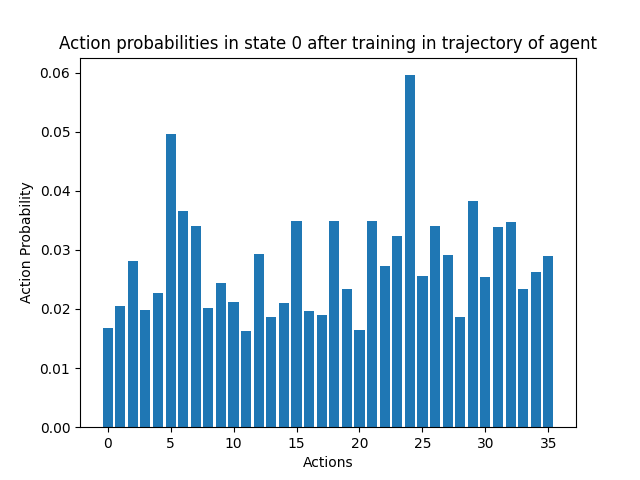 Action probabilities in state 0 after training in trajectory of agent
0.06
0.05
0.04
0.03
0.02
0.01
0.00
Action Probability
0 5 10 15 20 25 30 35
Actions